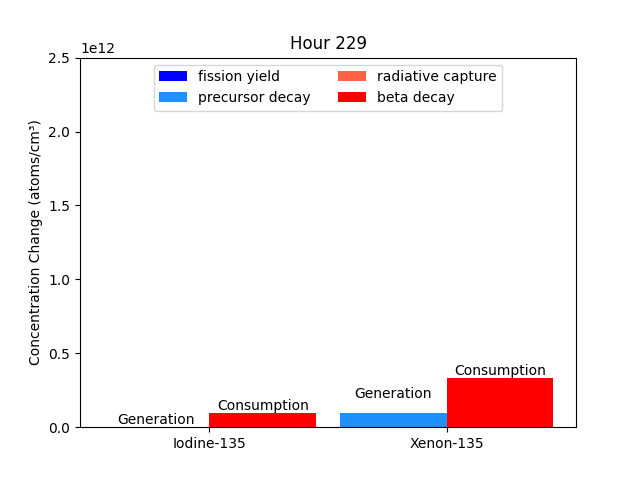 Hour 229
1e12
fission yield
precursor decay
radiative capture
beta decay
Concentration Change (atoms/cm³)
2.5
2.0
1.5
1.0
0.5
0.0
Generation
Consumption
Generation
Consumption
Iodine-135
Xenon-135